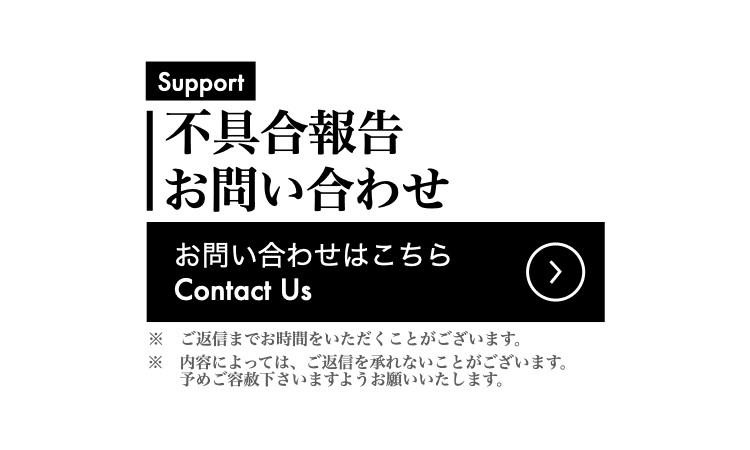 Support
不具合報告
お問い合わせ
お問い合わせはこちら
Contact Us
※　ご返信までお時間をいただくことがございます。
※　内容によっては、ご返信を承れないことがございます。
予めご容赦下さいますようお願いいたします。